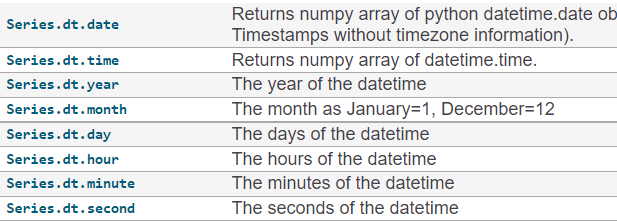 Series.dt.date Returns numpy array of python datetime.date ob
Timestamps without timezone information).
Series.dt.time Returns numpy array of datetime.time.
Series.dt.year The year of the datetime
Series.dt.month The month as January=1, December=12
Series.dt.day The days of the datetime
Series.dt.hour The hours of the datetime
Series.dt.minute The minutes of the datetime
Series.dt.second The seconds of the datetime